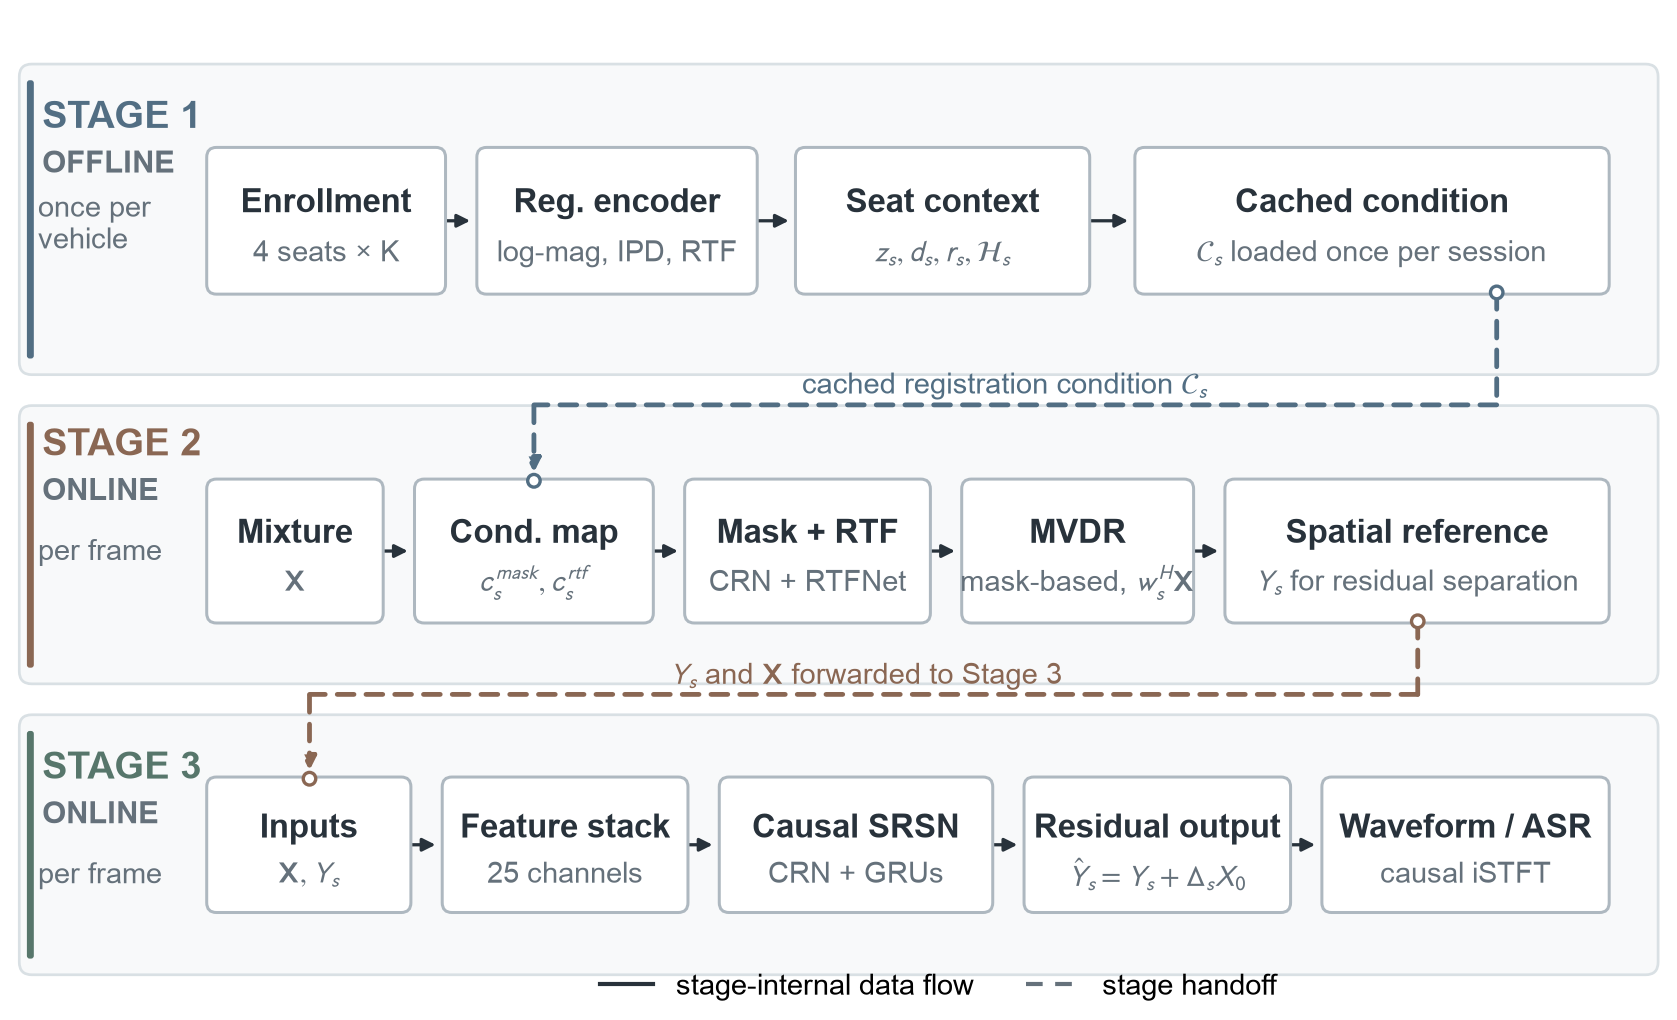 STAGE 1
OFFLINE
once per
vehicle
Enrollment
4 seats × K
Reg. encoder
log-mag, IPD, RTF
Seat context
z_s, d_s, r_s, ℋ_s
Cached condition
𝒞_s loaded once per session
cached registration condition 𝒞_s
STAGE 2
ONLINE
per frame
Mixture
X
Cond. map
c_s^mask, c_s^rtf
Mask + RTF
CRN + RTFNet
MVDR
mask-based, w_s^H X
Spatial reference
Y_s for residual separation
Y_s and X forwarded to Stage 3
STAGE 3
ONLINE
per frame
Inputs
X, Y_s
Feature stack
25 channels
Causal SRSN
CRN + GRUs
Residual output
Ŷ_s = Y_s + Δ_s X_0
Waveform / ASR
causal iSTFT
stage-internal data flow
stage handoff